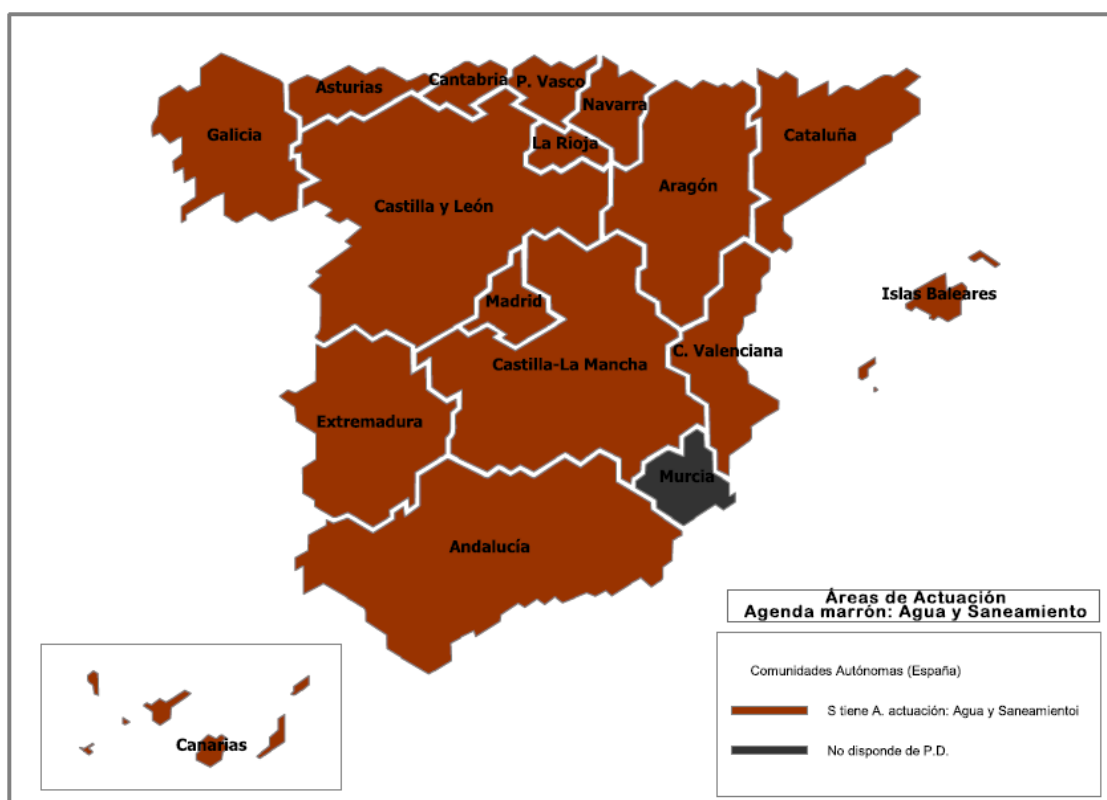 Cantabria
P. Vasco
Asturias
Navarra
Galicia
La Rioja
Cataluña
Aragón
Castilla y León
Islas Baleares
Madrid
C. Valenciana
Castilla-La Mancha
Extremadura
Murcia
Andalucía
Canarias
Áreas de Actuación
Agenda marrón: Agua y Saneamiento
Comunidades Autónomas (España)
S tiene A. actuación: Agua y Saneamientoi
No disponde de P.D.